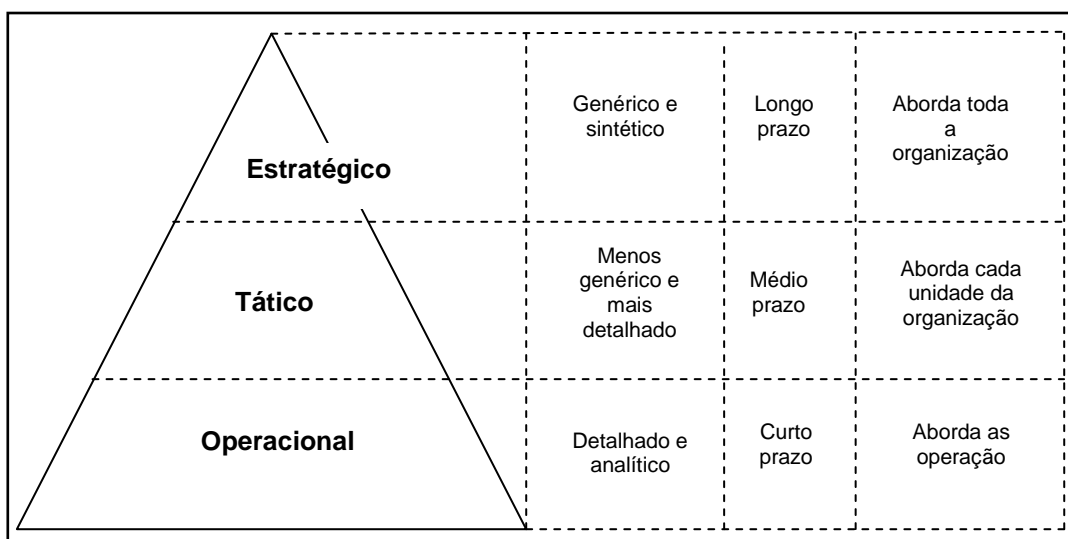 Estratégico
Genérico e
sintético
Longo
prazo
Aborda toda
a
organização
Tático
Menos
genérico e
mais
detalhado
Médio
prazo
Aborda cada
unidade da
organização
Operacional
Detalhado e
analítico
Curto
prazo
Aborda as
operação